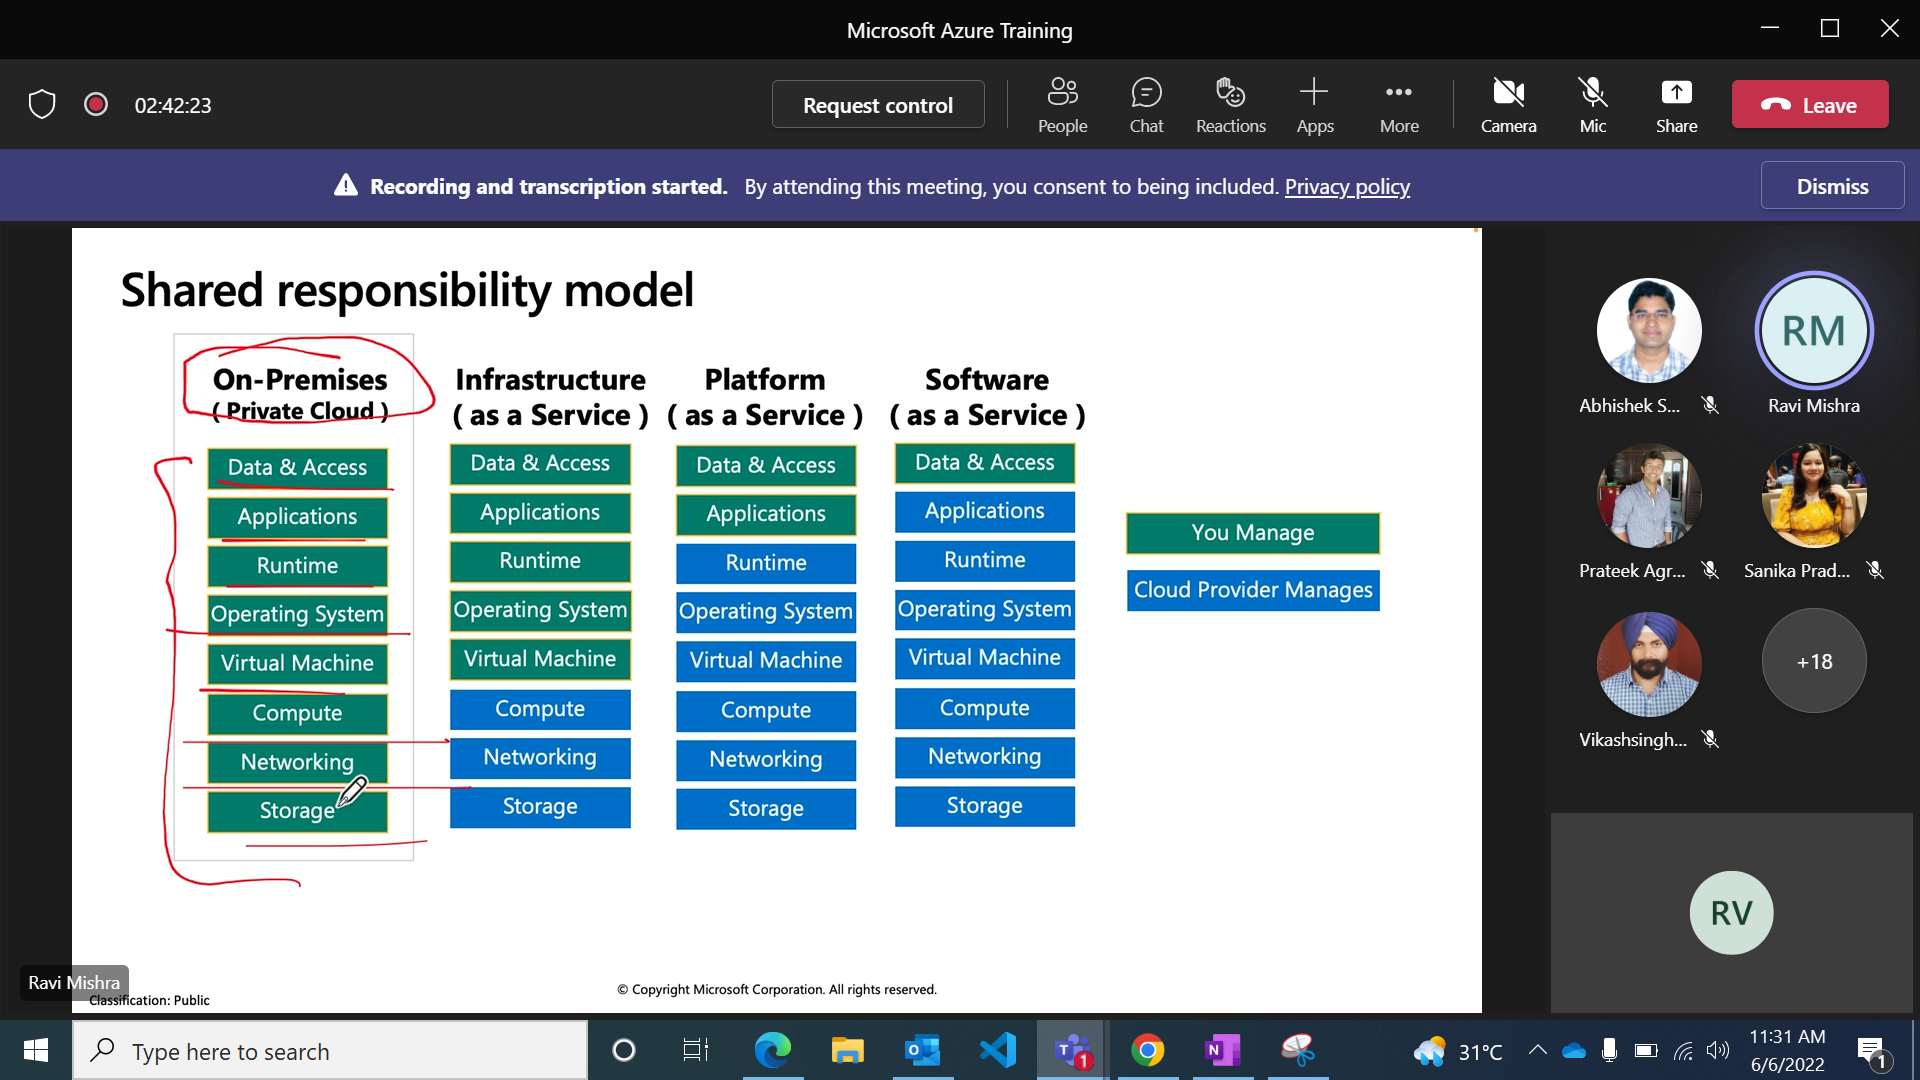 Microsoft Azure Training
02:42:23
Request control
People
Chat
Reactions
Apps
More
Camera
Mic
Share
Leave
Recording and transcription started. By attending this meeting, you consent to being included. Privacy policy
Dismiss
Shared responsibility model
On-Premises
( Private Cloud )
Data & Access
Applications
Runtime
Operating System
Virtual Machine
Compute
Networking
Storage
Infrastructure
( as a Service )
Data & Access
Applications
Runtime
Operating System
Virtual Machine
Compute
Networking
Storage
Platform
( as a Service )
Data & Access
Applications
Runtime
Operating System
Virtual Machine
Compute
Networking
Storage
Software
( as a Service )
Data & Access
Applications
Runtime
Operating System
Virtual Machine
Compute
Networking
Storage
You Manage
Cloud Provider Manages
Ravi Mishra
Classification: Public
© Copyright Microsoft Corporation. All rights reserved.
Abhishek S...
RM
Ravi Mishra
Prateek Agr...
Sanika Prad...
Vikashsingh...
+18
RV
Type here to search
T
1
N
31°C
11:31 AM
6/6/2022
1